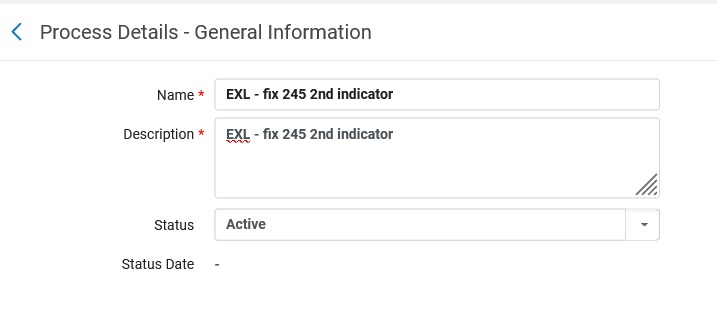 Process Details - General Information
Name * EXL - fix 245 2nd indicator
Description * EXL - fix 245 2nd indicator
Status Active
Status Date -